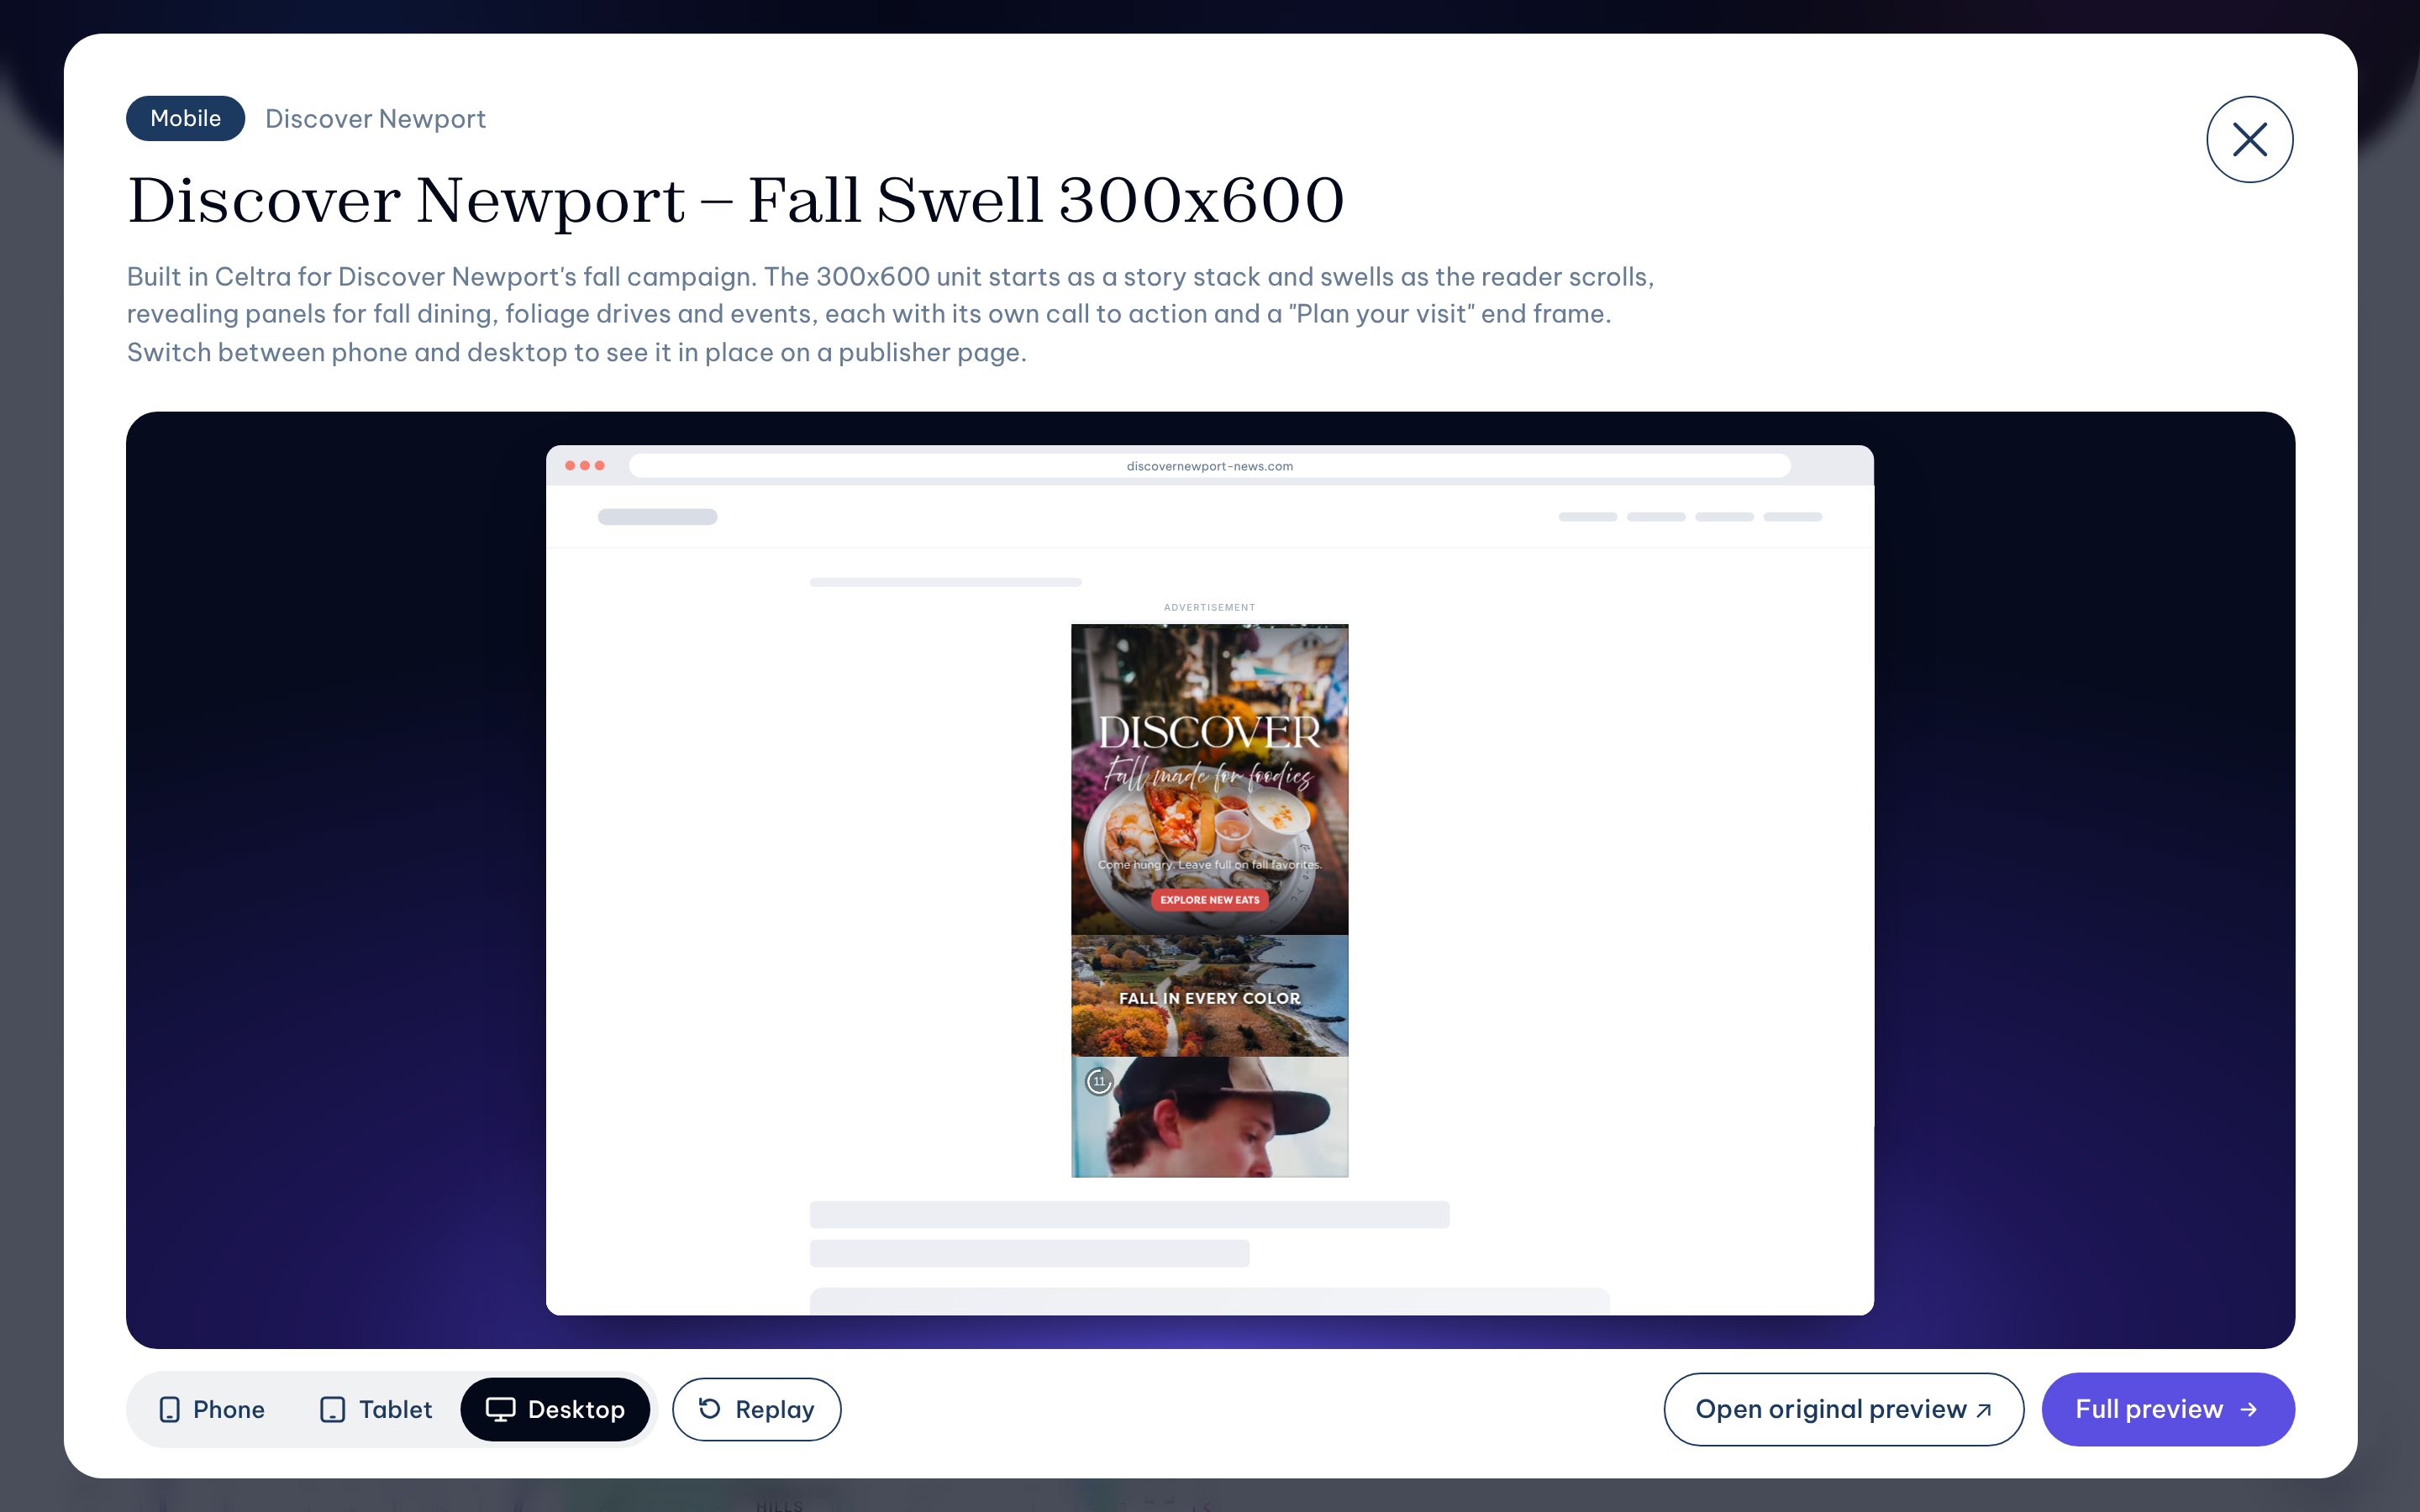 Mobile
Discover Newport
Discover Newport – Fall Swell 300x600
Built in Celtra for Discover Newport's fall campaign. The 300x600 unit starts as a story stack and swells as the reader scrolls,
revealing panels for fall dining, foliage drives and events, each with its own call to action and a "Plan your visit" end frame.
Switch between phone and desktop to see it in place on a publisher page.
discovernewport-news.com
ADVERTISEMENT
DISCOVER
Fall made for foodies
Come hungry. Leave full on fall favorites.
EXPLORE NEW EATS
FALL IN EVERY COLOR
11
Phone
Tablet
Desktop
Replay
Open original preview ↗
Full preview →
HILLS